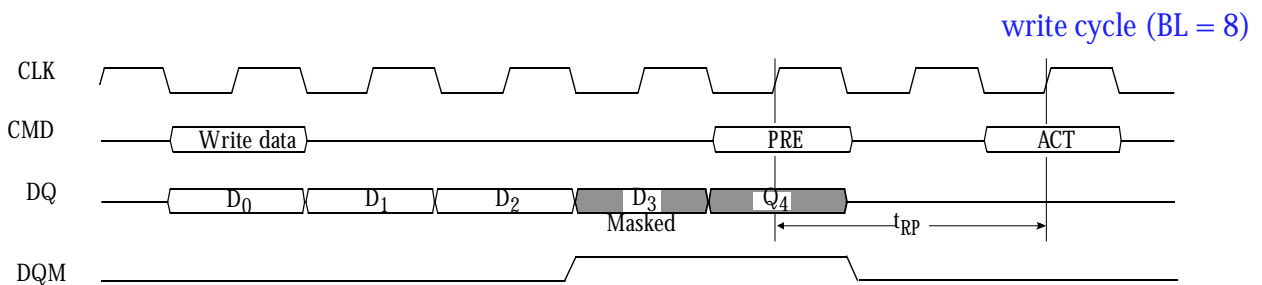 write cycle (BL = 8)
CLK
CMD Write data PRE ACT
DQ D0 D1 D2 D3 Q4
Masked tRP
DQM